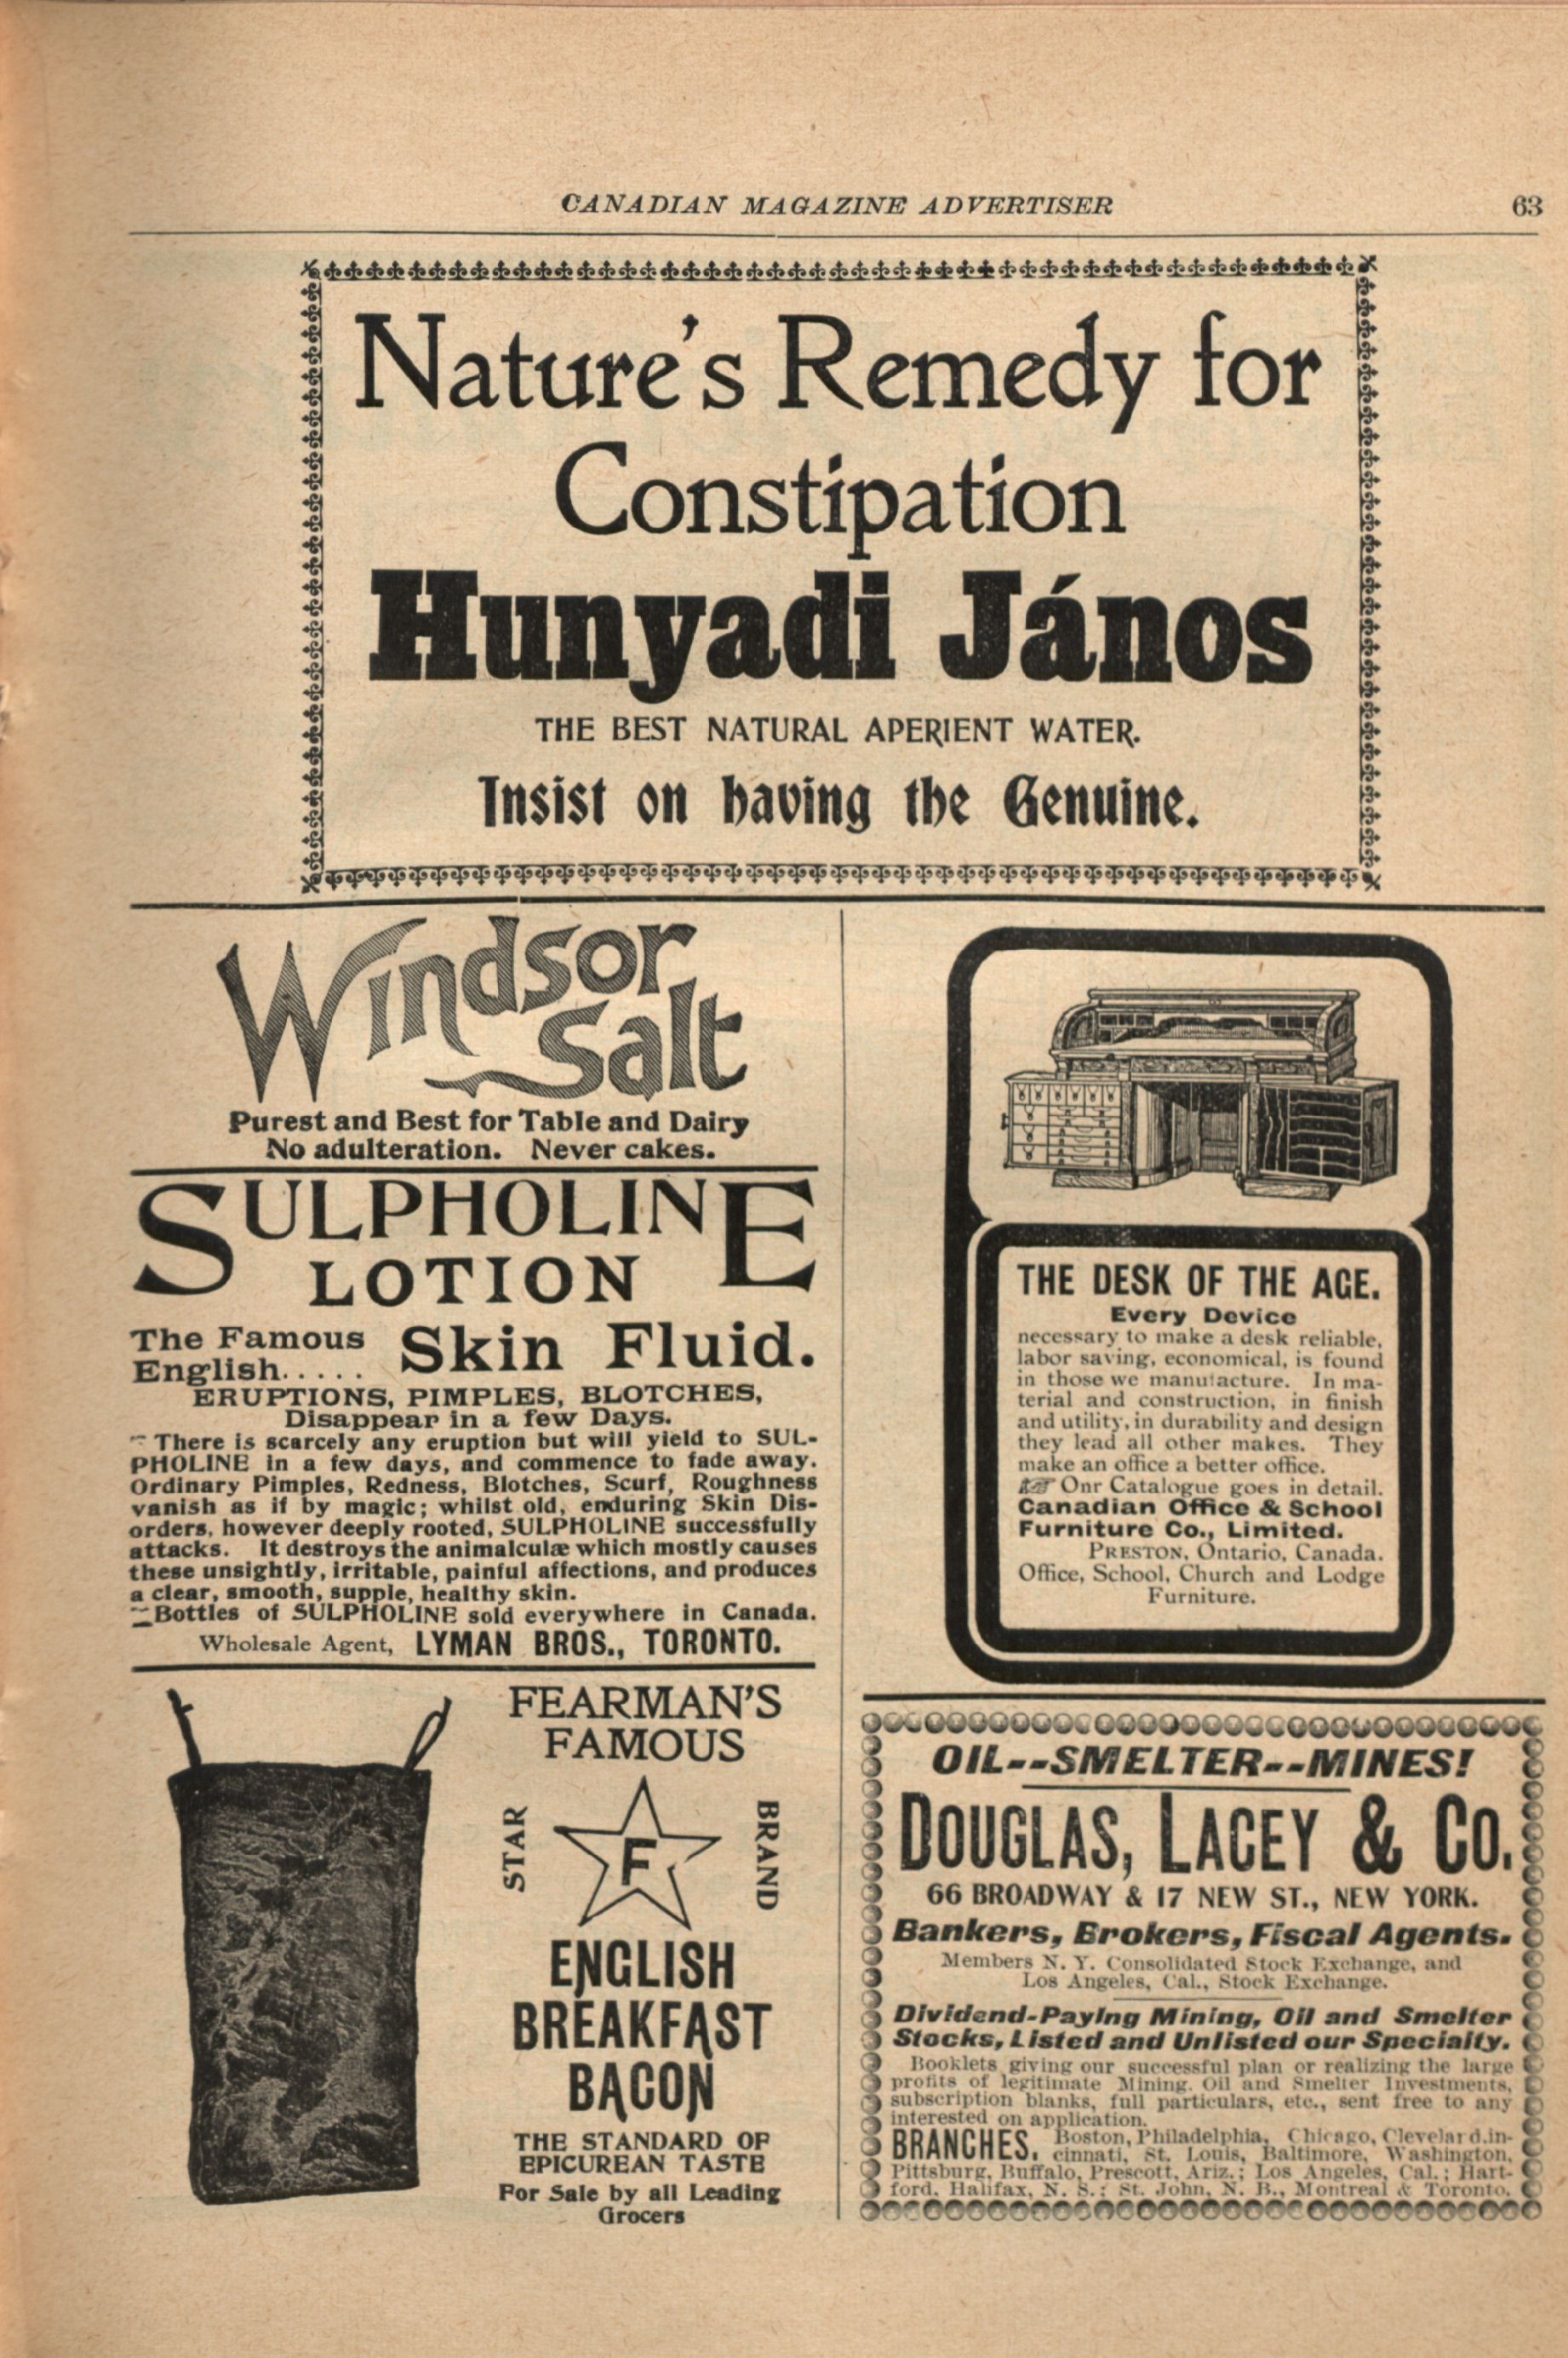 CANADIAN MAGAZINE ADVERTISER 63
Nature's Remedy for
Constipation
Hunyadi János
THE BEST NATURAL APERIENT WATER.
Insist on having the Genuine.
Windsor
Salt
Purest and Best for Table and Dairy
No adulteration. Never cakes.
SULPHOLINE
LOTION
The Famous
English..... Skin Fluid.
ERUPTIONS, PIMPLES, BLOTCHES,
Disappear in a few Days.
There is scarcely any eruption but will yield to SUL-
PHOLINE in a few days, and commence to fade away.
Ordinary Pimples, Redness, Blotches, Scurf, Roughness
vanish as if by magic; whilst old, enduring Skin Dis-
orders, however deeply rooted, SULPHOLINE successfully
attacks. It destroys the animalculæ which mostly causes
these unsightly, irritable, painful affections, and produces
a clear, smooth, supple, healthy skin.
Bottles of SULPHOLINE sold everywhere in Canada.
Wholesale Agent, LYMAN BROS., TORONTO.
FEARMAN'S
FAMOUS
STAR
F
BRAND
ENGLISH
BREAKFAST
BACON
THE STANDARD OF
EPICUREAN TASTE
For Sale by all Leading
Grocers
THE DESK OF THE AGE.
Every Device
necessary to make a desk reliable,
labor saving, economical, is found
in those we manufacture. In ma-
terial and construction, in finish
and utility, in durability and design
they lead all other makes. They
make an office a better office.
Onr Catalogue goes in detail.
Canadian Office & School
Furniture Co., Limited.
PRESTON, Ontario, Canada.
Office, School, Church and Lodge
Furniture.
OIL--SMELTER--MINES!
DOUGLAS, LACEY & CO.
66 BROADWAY & 17 NEW ST., NEW YORK.
Bankers, Brokers, Fiscal Agents.
Members N. Y. Consolidated Stock Exchange, and
Los Angeles, Cal., Stock Exchange.
Dividend-Paying Mining, Oil and Smelter
Stocks, Listed and Unlisted our Specialty.
Booklets giving our successful plan or realizing the large
profits of legitimate Mining. Oil and Smelter Investments,
subscription blanks, full particulars, etc., sent free to any
interested on application.
BRANCHES. Boston, Philadelphia, Chicago, Cleveland, in-
cinnati, St. Louis, Baltimore, Washington,
Pittsburg, Buffalo, Prescott, Ariz.; Los Angeles, Cal.; Hart-
ford. Halifax, N. S.; St. John, N. B., Montreal & Toronto.